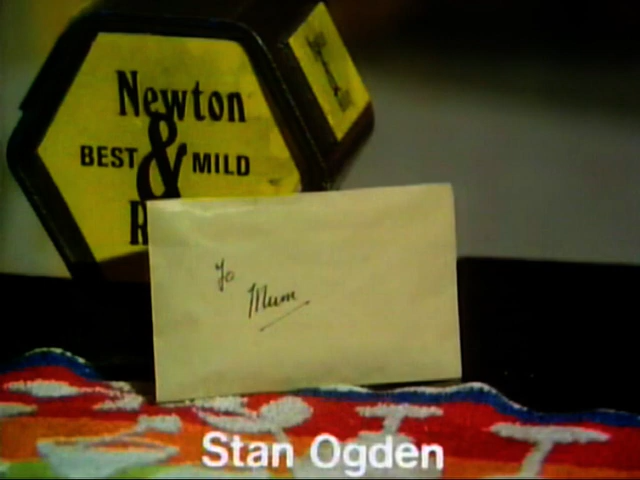 Newton
BEST & MILD
R
To
Mum
Stan Ogden